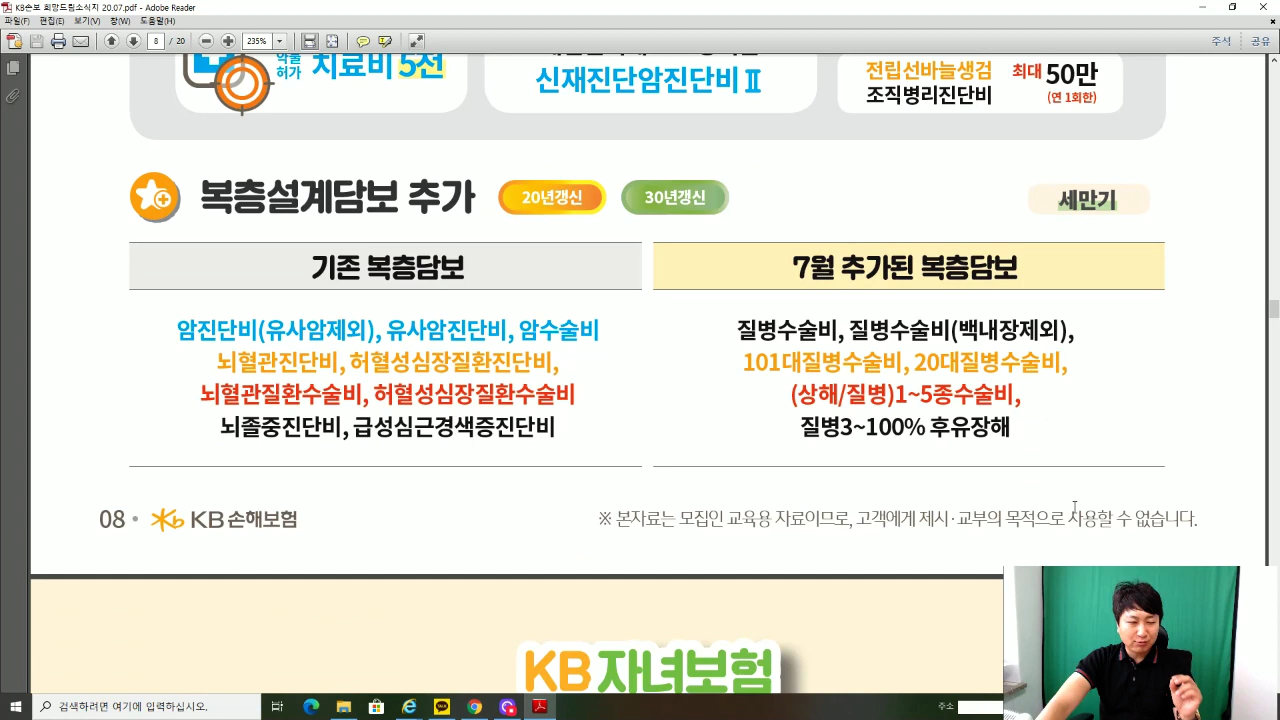 KB손보 희망드림소식지 20.07.pdf - Adobe Reader
파일(F) 편집(E) 보기(V) 창(W) 도움말(H)
8 / 20 235% 주석 공유
약물
허가 치료비 5천
신재진단암진단비Ⅱ
전립선바늘생검
조직병리진단비
최대 50만
(연 1회한)
복층설계담보 추가 20년갱신 30년갱신 세만기
기존 복층담보
암진단비(유사암제외), 유사암진단비, 암수술비
뇌혈관진단비, 허혈성심장질환진단비,
뇌혈관질환수술비, 허혈성심장질환수술비
뇌졸중진단비, 급성심근경색증진단비
7월 추가된 복층담보
질병수술비, 질병수술비(백내장제외),
101대질병수술비, 20대질병수술비,
(상해/질병)1~5종수술비,
질병3~100% 후유장해
08 • KB손해보험
※ 본자료는 모집인 교육용 자료이므로, 고객에게 제시·교부의 목적으로 사용할 수 없습니다.
KB자녀보험
검색하려면 여기에 입력하십시오.
주소